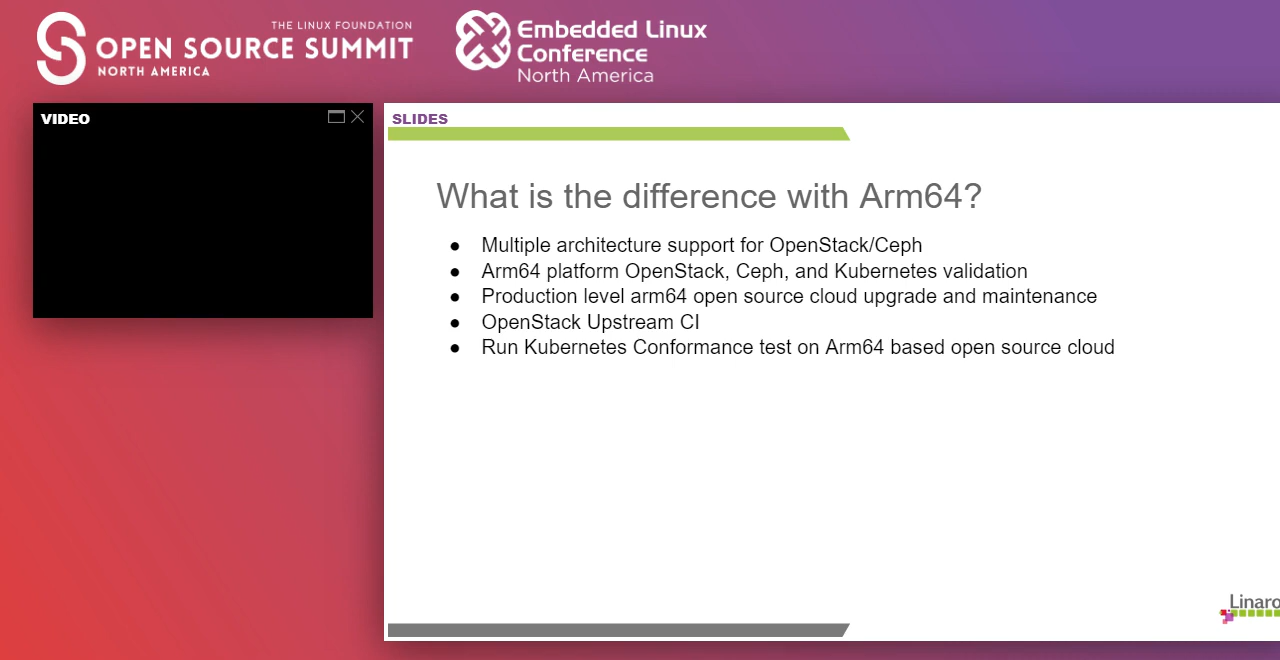 THE LINUX FOUNDATION
OPEN SOURCE SUMMIT
NORTH AMERICA
Embedded Linux
Conference
North America
VIDEO
SLIDES
What is the difference with Arm64?
● Multiple architecture support for OpenStack/Ceph
● Arm64 platform OpenStack, Ceph, and Kubernetes validation
● Production level arm64 open source cloud upgrade and maintenance
● OpenStack Upstream CI
● Run Kubernetes Conformance test on Arm64 based open source cloud
Linaro